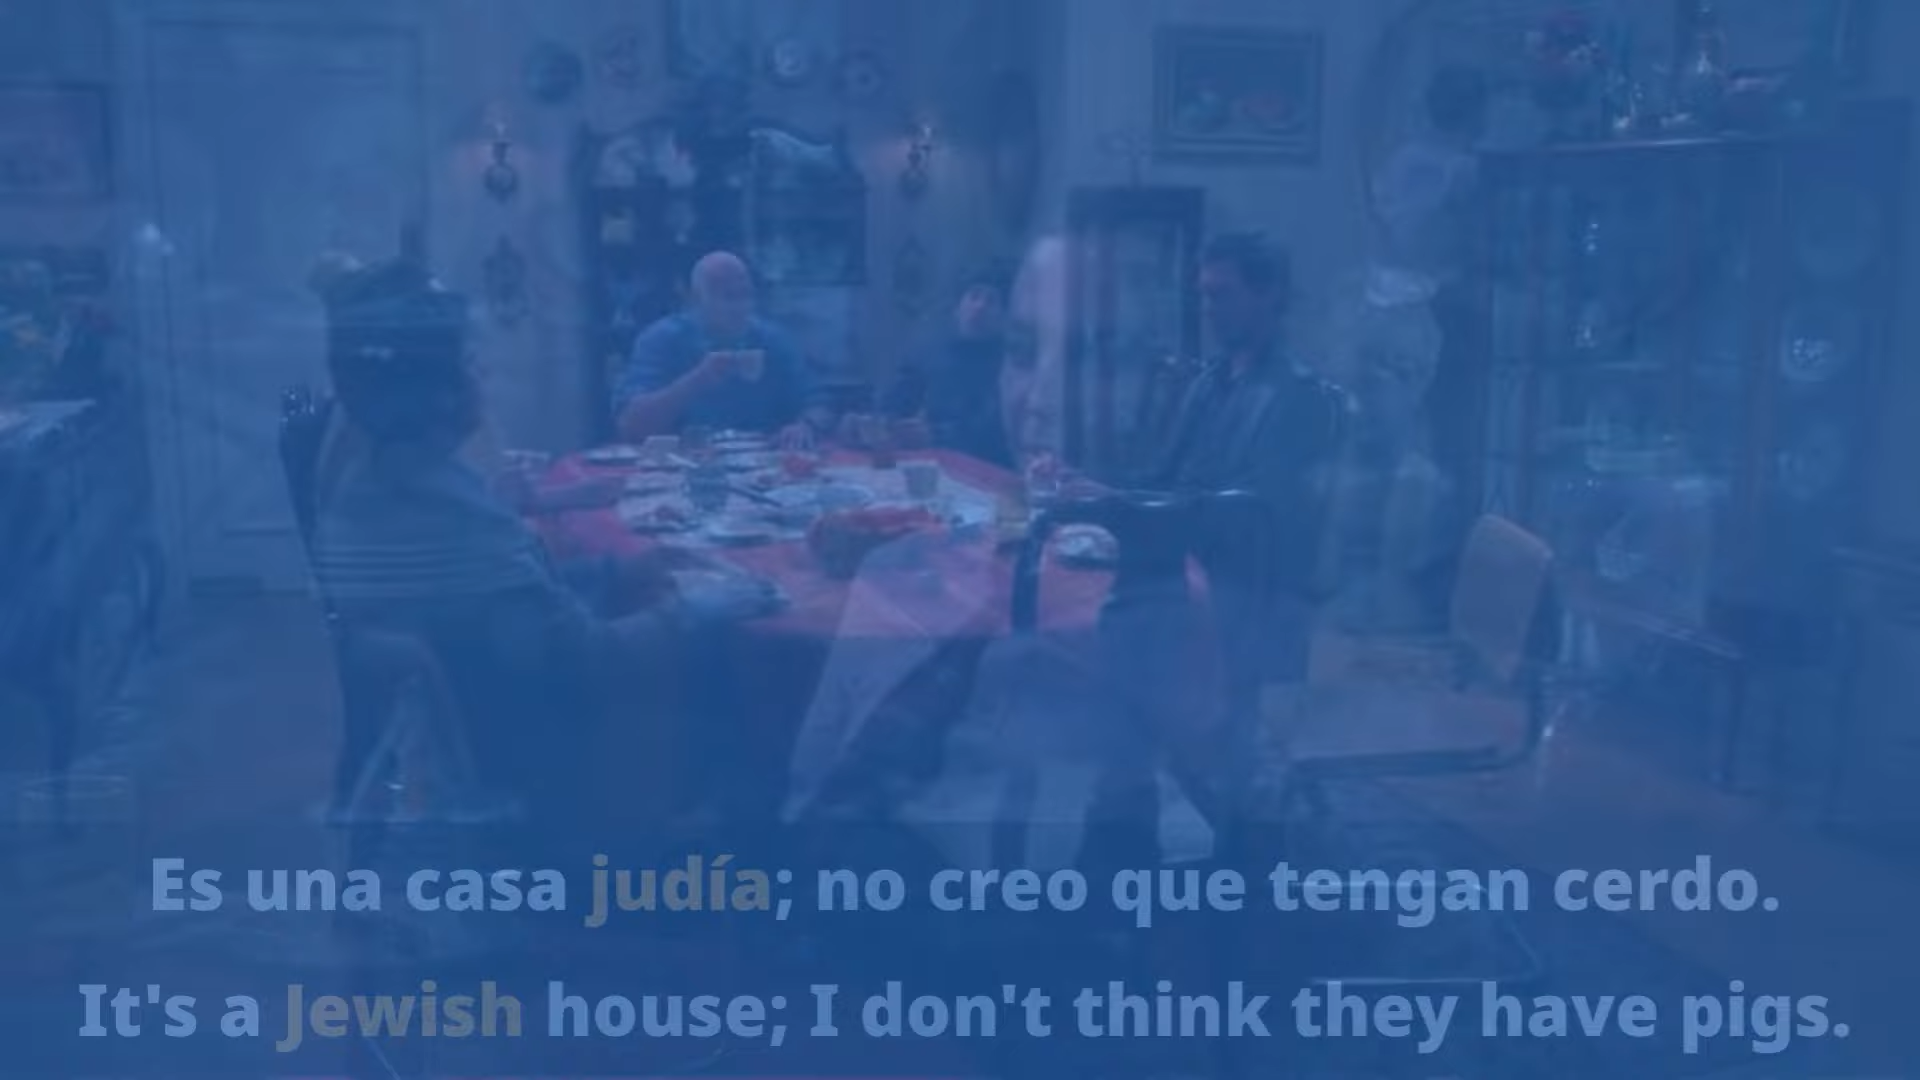 Es una casa judía; no creo que tengan cerdo.
It's a Jewish house; I don't think they have pigs.